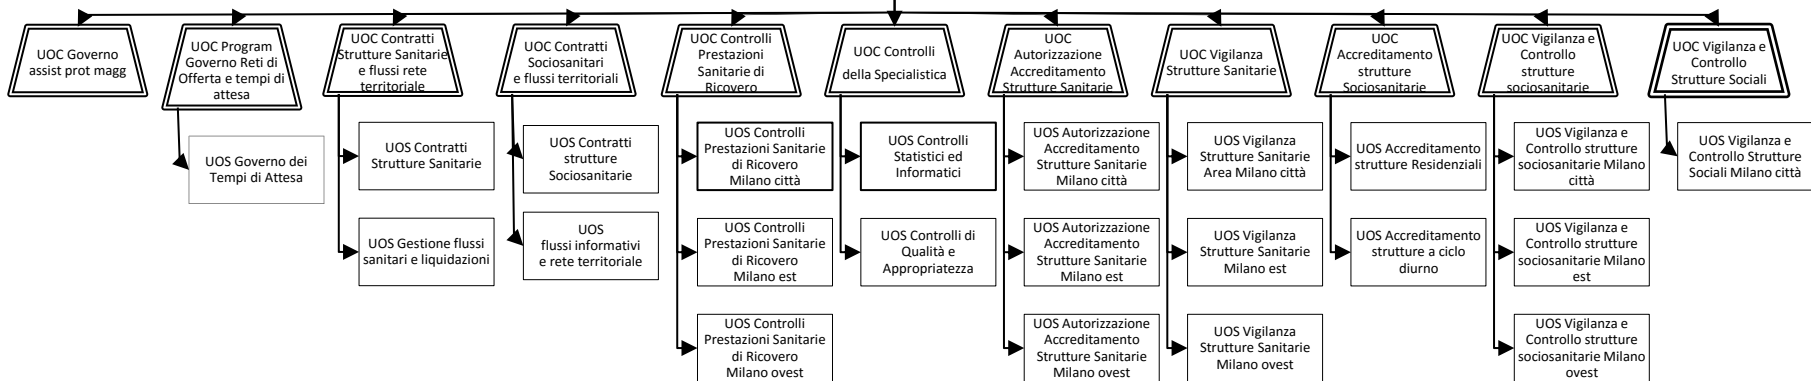 UOC Governo
assist prot magg
UOC Program
Governo Reti di
Offerta e tempi di
attesa
UOC Contratti
Strutture Sanitarie
e flussi rete
territoriale
UOC Contratti
Sociosanitari
e flussi territoriali
UOC Controlli
Prestazioni
Sanitarie di
Ricovero
UOC Controlli
della Specialistica
UOC
Autorizzazione
Accreditamento
Strutture Sanitarie
UOC Vigilanza
Strutture Sanitarie
UOC
Accreditamento
strutture
Sociosanitarie
UOC Vigilanza e
Controllo
strutture
sociosanitarie
UOC Vigilanza e
Controllo
Strutture Sociali
UOS Governo dei
Tempi di Attesa
UOS Contratti
Strutture Sanitarie
UOS Contratti
strutture
Sociosanitarie
UOS Controlli
Prestazioni Sanitarie
di Ricovero
Milano città
UOS Controlli
Statistici ed
Informatici
UOS Autorizzazione
Accreditamento
Strutture Sanitarie
Milano città
UOS Vigilanza
Strutture Sanitarie
Area Milano città
UOS Accreditamento
strutture Residenziali
UOS Vigilanza e
Controllo strutture
sociosanitarie Milano
città
UOS Vigilanza e
Controllo Strutture
Sociali Milano città
UOS Gestione flussi
sanitari e liquidazioni
UOS
flussi informativi
e rete territoriale
UOS Controlli
Prestazioni Sanitarie
di Ricovero
Milano est
UOS Controlli di
Qualità e
Appropriatezza
UOS Autorizzazione
Accreditamento
Strutture Sanitarie
Milano est
UOS Vigilanza
Strutture Sanitarie
Milano est
UOS Accreditamento
strutture a ciclo
diurno
UOS Vigilanza e
Controllo strutture
sociosanitarie Milano
est
UOS Controlli
Prestazioni Sanitarie
di Ricovero
Milano ovest
UOS Autorizzazione
Accreditamento
Strutture Sanitarie
Milano ovest
UOS Vigilanza
Strutture Sanitarie
Milano ovest
UOS Vigilanza e
Controllo strutture
sociosanitarie Milano
ovest